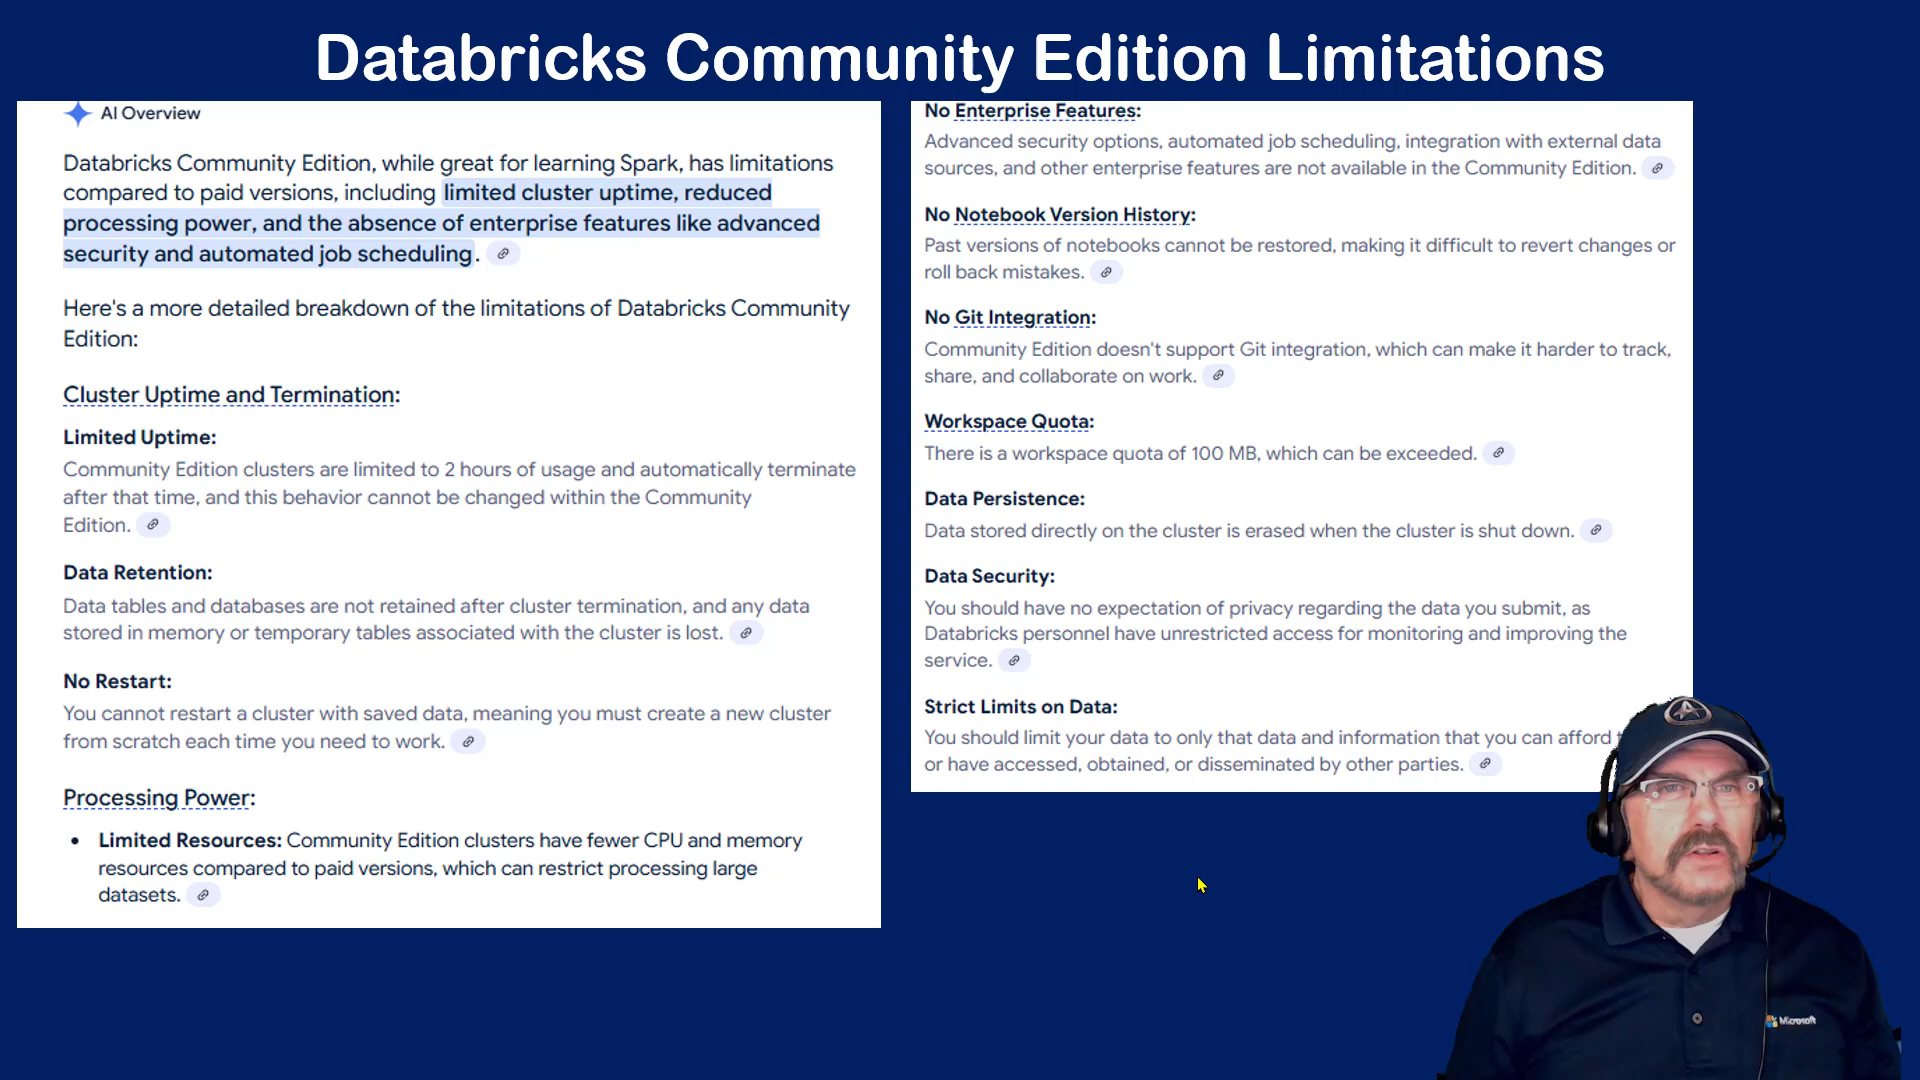 Databricks Community Edition Limitations
AI Overview
Databricks Community Edition, while great for learning Spark, has limitations
compared to paid versions, including limited cluster uptime, reduced
processing power, and the absence of enterprise features like advanced
security and automated job scheduling.
Here's a more detailed breakdown of the limitations of Databricks Community
Edition:
Cluster Uptime and Termination:
Limited Uptime:
Community Edition clusters are limited to 2 hours of usage and automatically terminate
after that time, and this behavior cannot be changed within the Community
Edition.
Data Retention:
Data tables and databases are not retained after cluster termination, and any data
stored in memory or temporary tables associated with the cluster is lost.
No Restart:
You cannot restart a cluster with saved data, meaning you must create a new cluster
from scratch each time you need to work.
Processing Power:
• Limited Resources: Community Edition clusters have fewer CPU and memory
resources compared to paid versions, which can restrict processing large
datasets.
No Enterprise Features:
Advanced security options, automated job scheduling, integration with external data
sources, and other enterprise features are not available in the Community Edition.
No Notebook Version History:
Past versions of notebooks cannot be restored, making it difficult to revert changes or
roll back mistakes.
No Git Integration:
Community Edition doesn't support Git integration, which can make it harder to track,
share, and collaborate on work.
Workspace Quota:
There is a workspace quota of 100 MB, which can be exceeded.
Data Persistence:
Data stored directly on the cluster is erased when the cluster is shut down.
Data Security:
You should have no expectation of privacy regarding the data you submit, as
Databricks personnel have unrestricted access for monitoring and improving the
service.
Strict Limits on Data:
You should limit your data to only that data and information that you can afford
or have accessed, obtained, or disseminated by other parties.
Microsoft